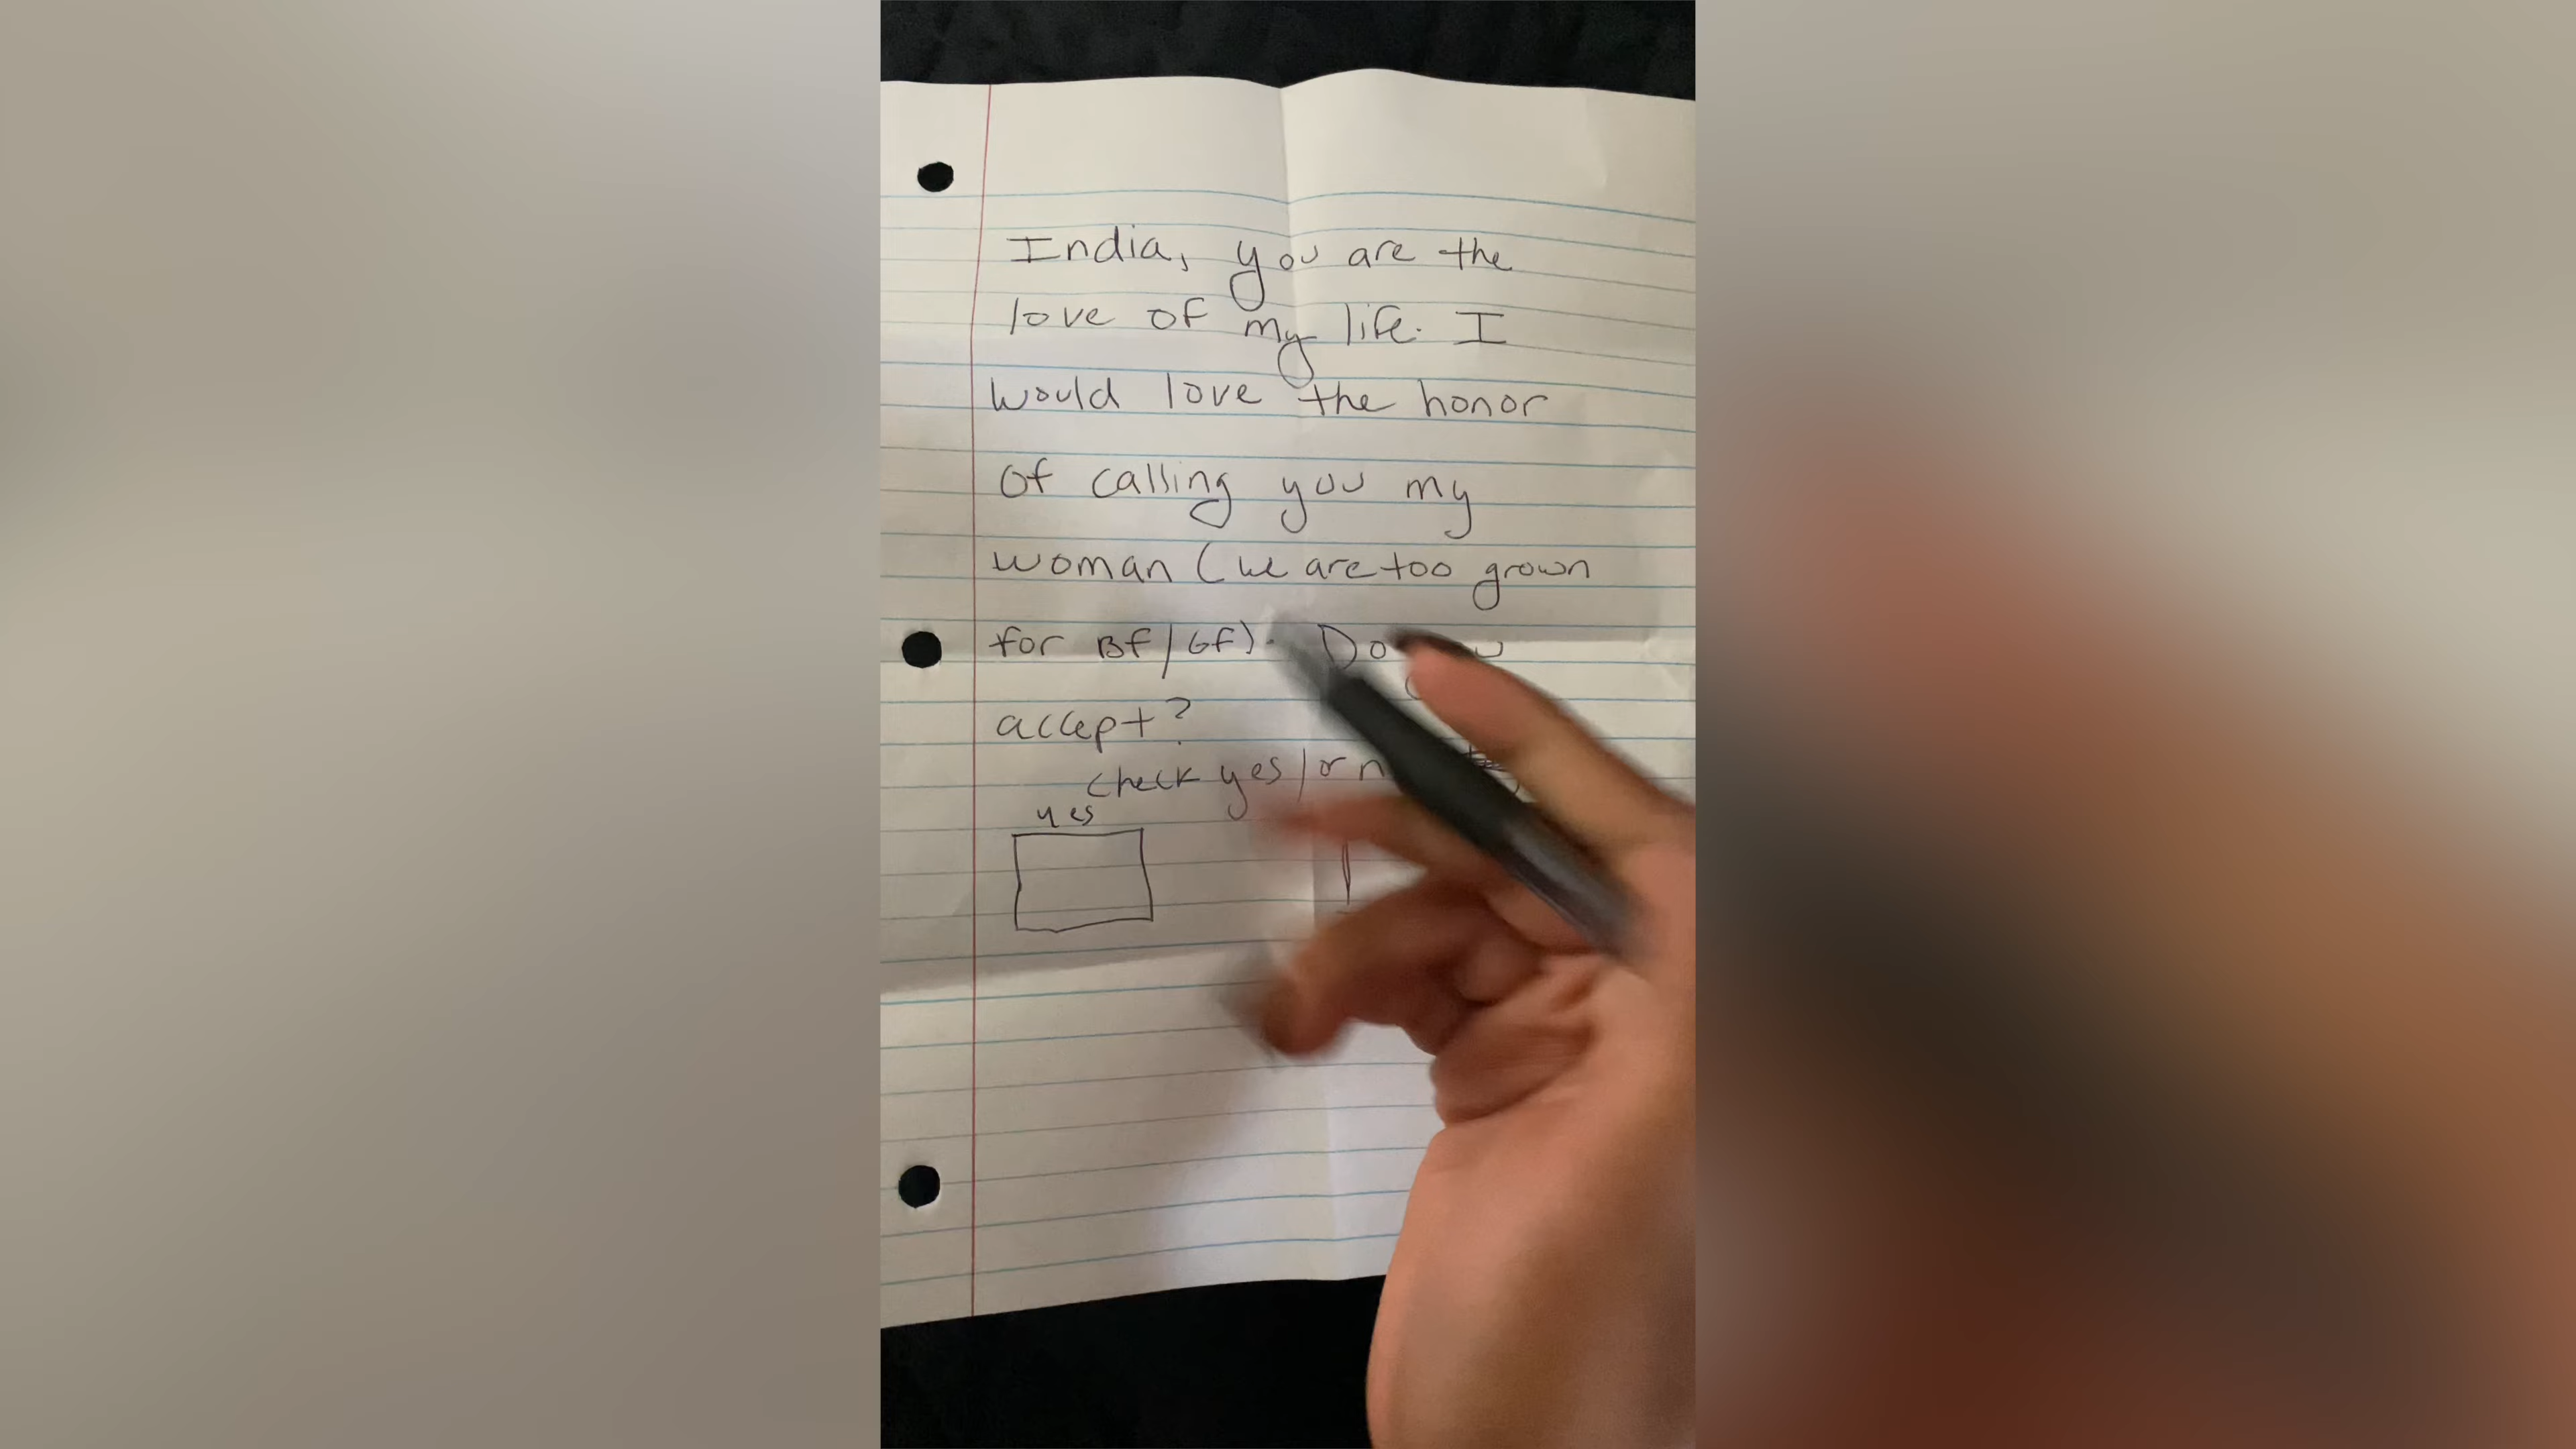 India, you are the
love of my life. I
would love the honor
of calling you my
woman (we are too grown
for BF/GF). Do
accept?
check yes/or
yes